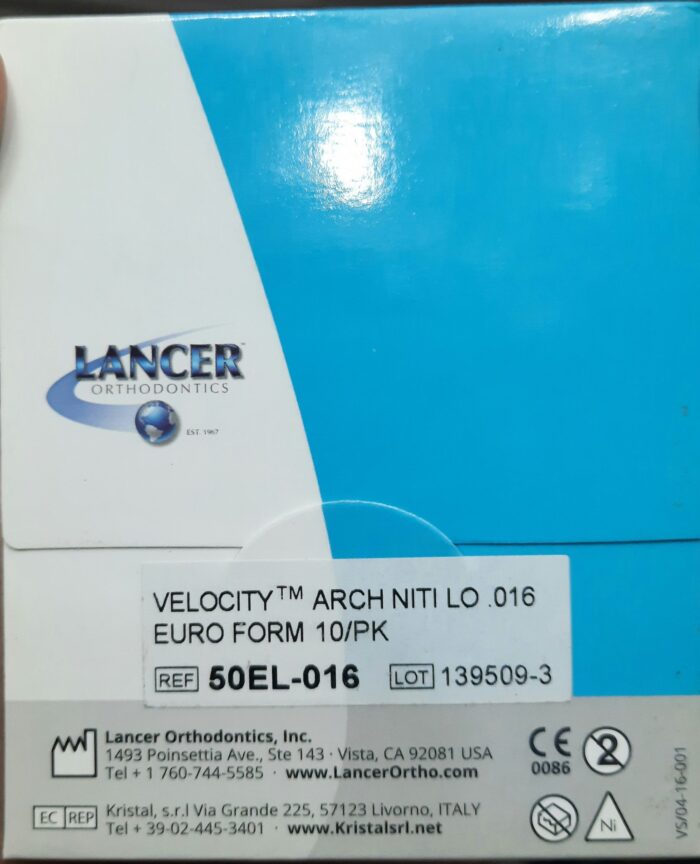 LANCER
ORTHODONTICS
EST. 1967
VELOCITY™ ARCH NITI LO .016
EURO FORM 10/PK
REF 50EL-016 LOT 139509-3
Lancer Orthodontics, Inc.
1493 Poinsettia Ave., Ste 143 · Vista, CA 92081 USA
Tel + 1 760-744-5585 · www.LancerOrtho.com
CE
0086
2
EC REP Kristal, s.r.l Via Grande 225, 57123 Livorno, ITALY
Tel + 39-02-445-3401 · www.Kristalsrl.net
Ni
VS/04-16-001